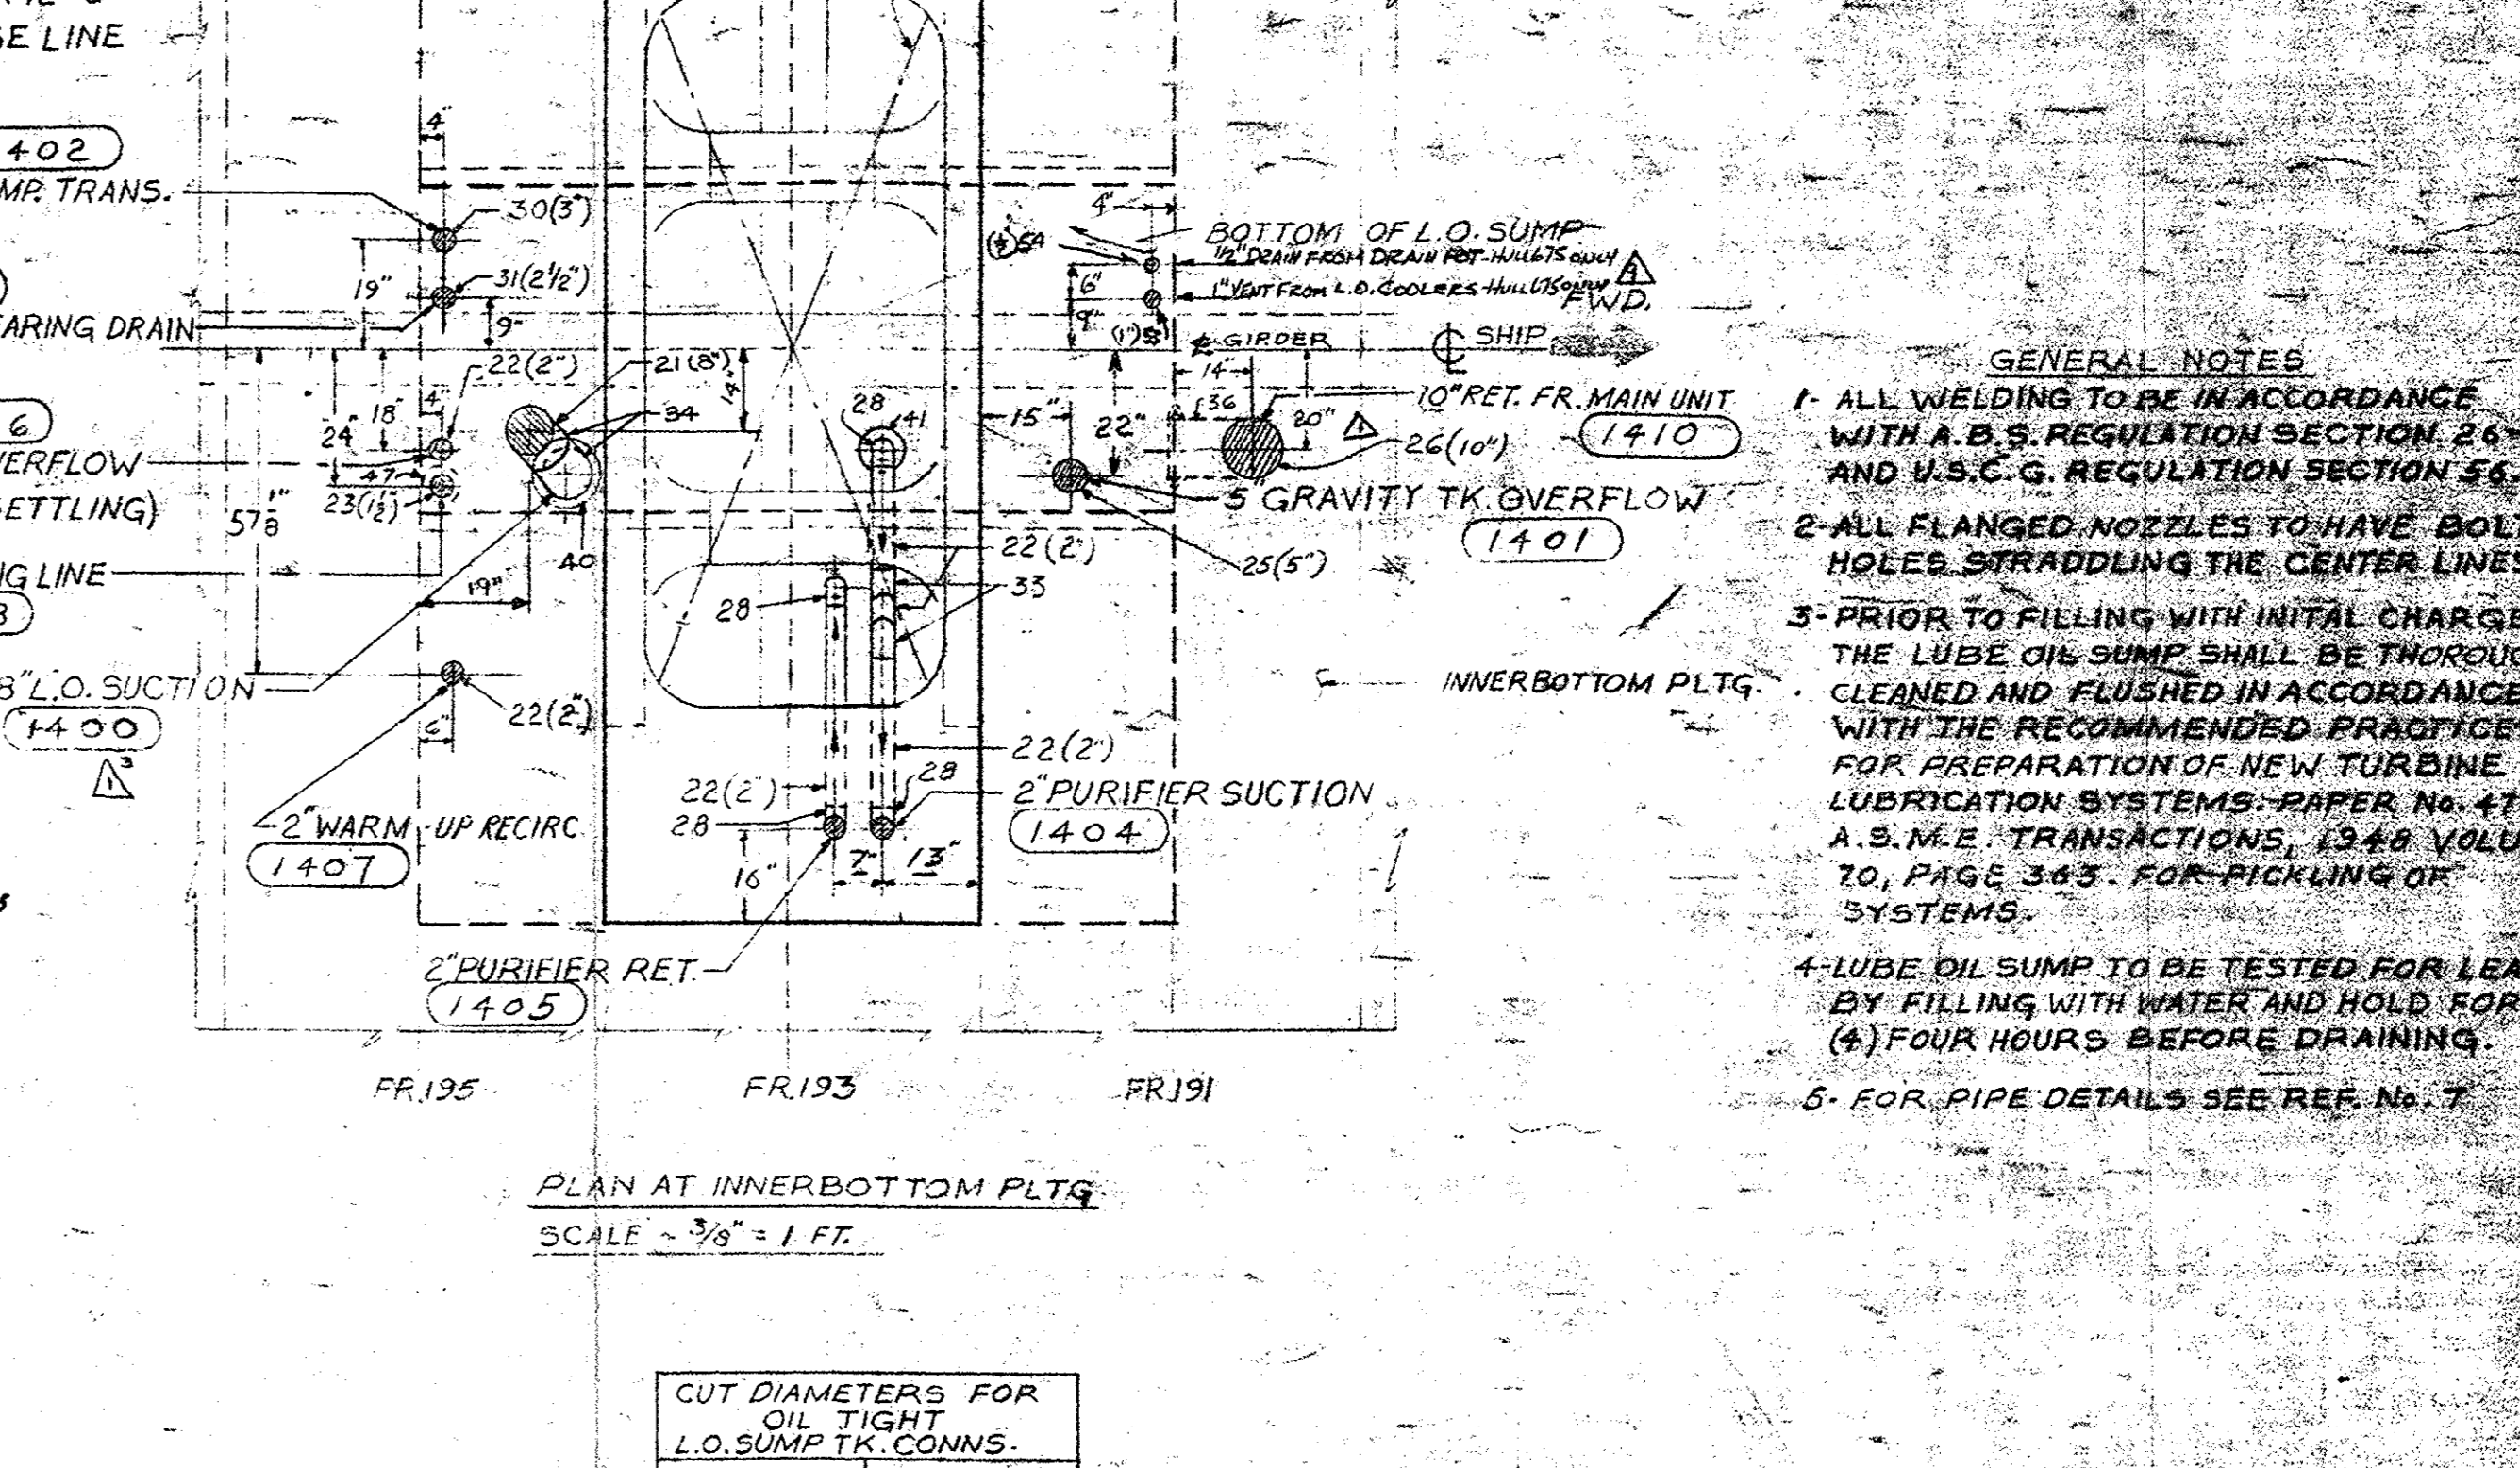 SE LINE
402
MP. TRANS.
EARING DRAIN
6
VERFLOW
ETTLING)
NG LINE
8" L.O. SUCTION
1400
2" WARM-UP RECIRC.
1407
2" PURIFIER RET.
1405
4"
30(3")
31(2½")
19"
9"
22(2")
21(8")
14"
34
4"
18"
24"
47
23(1½")
57⅛"
40
19"
22(2")
6"
28
41
22(2")
33
28
22(2")
22(2")
28
28
2" PURIFIER SUCTION
1404
16"
7"
13"
4"
54
BOTTOM OF L.O. SUMP
½" DRAIN FROM DRAIN POT-HULL 675 ONLY
1" VENT FROM L.O. COOLERS-HULL 675 ONLY
FWD.
6"
9"
GIRDER
SHIP
14"
36
20"
15"
22"
10" RET. FR. MAIN UNIT
1410
26(10")
5" GRAVITY TK. OVERFLOW
1401
25(5")
INNERBOTTOM PLTG.
FR.195
FR.193
FR.191
PLAN AT INNERBOTTOM PLTG.
SCALE ~ 3/8" = 1 FT.
CUT DIAMETERS FOR
OIL TIGHT
L.O. SUMP TK. CONNS.
GENERAL NOTES
1- ALL WELDING TO BE IN ACCORDANCE
WITH A.B.S. REGULATION SECTION 26
AND U.S.C.G. REGULATION SECTION 56
2- ALL FLANGED NOZZLES TO HAVE BOL
HOLES STRADDLING THE CENTER LINES
3- PRIOR TO FILLING WITH INITAL CHARGE
THE LUBE OIL SUMP SHALL BE THOROUG
CLEANED AND FLUSHED IN ACCORDANCE
WITH THE RECOMMENDED PRACTICE
FOR PREPARATION OF NEW TURBINE
LUBRICATION SYSTEMS. PAPER No. 47
A.S.M.E. TRANSACTIONS, 1948 VOLU
70, PAGE 363. FOR PICKLING OF
SYSTEMS.
4- LUBE OIL SUMP TO BE TESTED FOR LEA
BY FILLING WITH WATER AND HOLD FOR
(4) FOUR HOURS BEFORE DRAINING.
5- FOR PIPE DETAILS SEE REF. No. 7